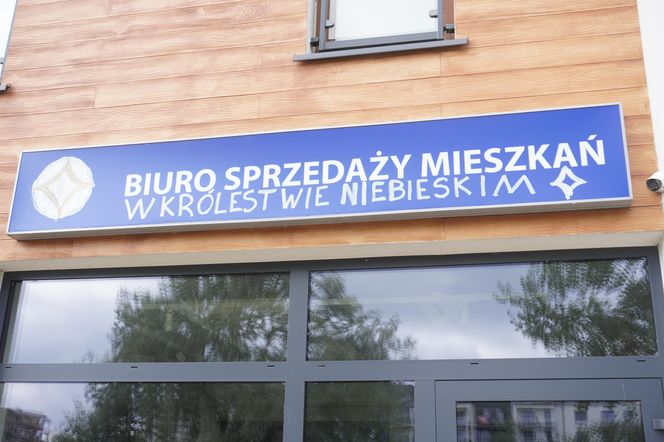 BIURO SPRZEDAŻY MIESZKAŃ
W KRÓLESTWIE NIEBIESKIM